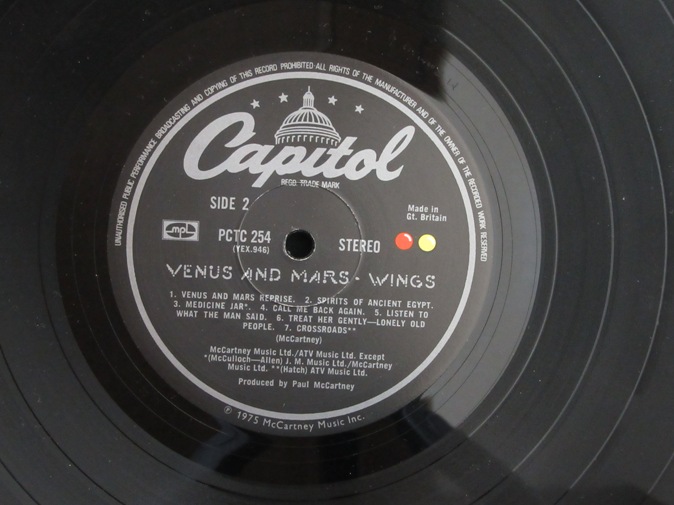 UNAUTHORISED PUBLIC PERFORMANCE BROADCASTING AND COPYING OF THIS RECORD PROHIBITED·ALL RIGHTS OF THE MANUFACTURER AND OF THE OWNER OF THE RECORDED WORK RESERVED
Capitol
REGD. TRADE MARK
SIDE 2
Made in
Gt. Britain
mpl
PCTC 254
STEREO
(YEX.946)
VENUS AND MARS - WINGS
1. VENUS AND MARS REPRISE. 2. SPIRITS OF ANCIENT EGYPT.
3. MEDICINE JAR*. 4. CALL ME BACK AGAIN. 5. LISTEN TO
WHAT THE MAN SAID. 6. TREAT HER GENTLY—LONELY OLD
PEOPLE. 7. CROSSROADS**
(McCartney)
McCartney Music Ltd./ATV Music Ltd. Except
*(McCulloch—Allen) J. M. Music Ltd./McCartney
Music Ltd. **(Hatch) ATV Music Ltd.
Produced by Paul McCartney
℗ 1975 McCartney Music Inc.